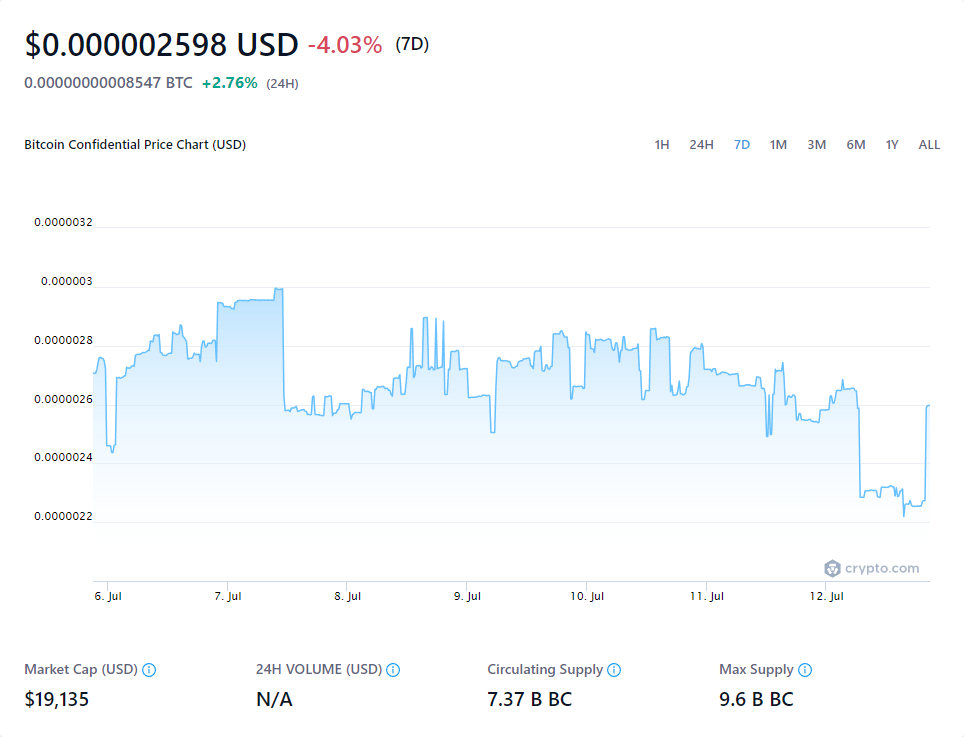 $0.000002598 USD -4.03% (7D)
0.00000000008547 BTC +2.76% (24H)
Bitcoin Confidential Price Chart (USD) 1H 24H 7D 1M 3M 6M 1Y ALL
0.0000032
0.000003
0.0000028
0.0000026
0.0000024
0.0000022
crypto.com
6. Jul 7. Jul 8. Jul 9. Jul 10. Jul 11. Jul 12. Jul
Market Cap (USD) 24H VOLUME (USD) Circulating Supply Max Supply
$19,135 N/A 7.37 B BC 9.6 B BC